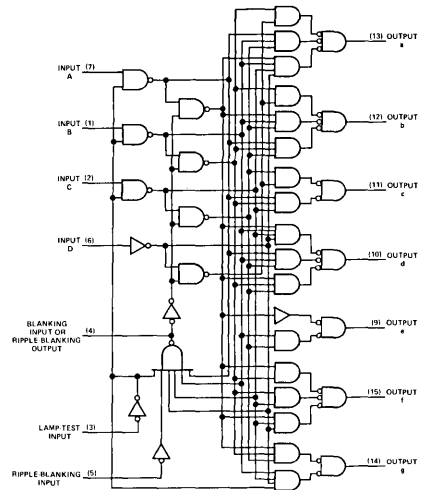 (13) OUTPUT
a
INPUT (7)
A
(12) OUTPUT
b
INPUT (1)
B
INPUT (2)
C
(11) OUTPUT
c
INPUT (6)
D
(10) OUTPUT
d
BLANKING
INPUT OR (4)
RIPPLE-BLANKING
OUTPUT
(9) OUTPUT
e
(15) OUTPUT
f
LAMP-TEST (3)
INPUT
(14) OUTPUT
g
RIPPLE-BLANKING (5)
INPUT